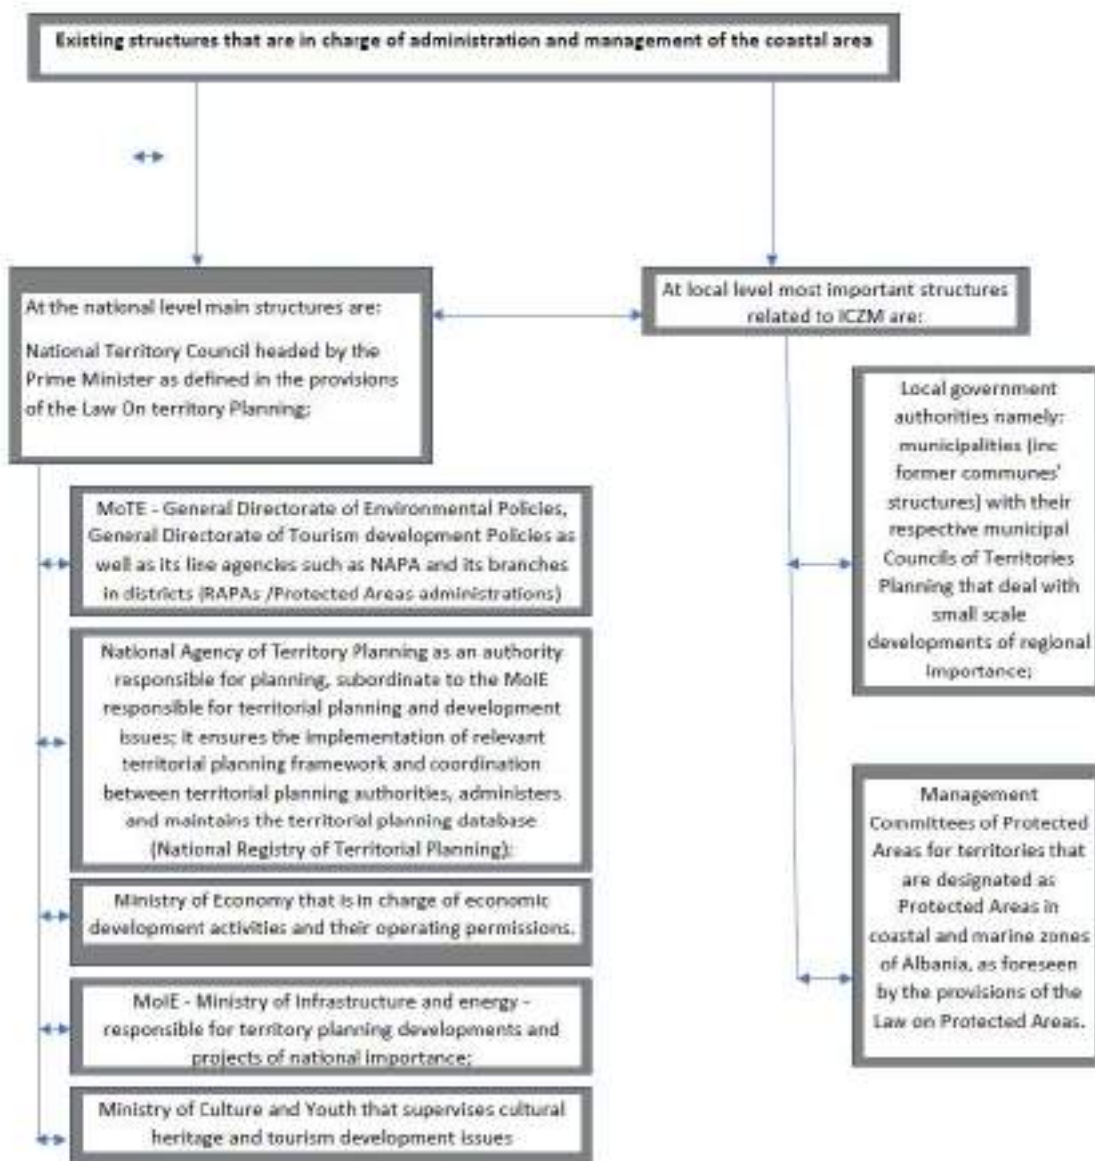 Existing structures that are in charge of administration and management of the coastal area
At the national level main structures are:
National Territory Council headed by the
Prime Minister as defined in the provisions
of the Law On territory Planning;
MoTE - General Directorate of Environmental Policies,
General Directorate of Tourism development Policies as
well as its line agencies such as NAPA and its branches
in districts (RAPAs /Protected Areas administrations)
National Agency of Territory Planning as an authority
responsible for planning, subordinate to the MoIE
responsible for territorial planning and development
issues; it ensures the implementation of relevant
territorial planning framework and coordination
between territorial planning authorities, administers
and maintains the territorial planning database
(National Registry of Territorial Planning);
Ministry of Economy that is in charge of economic
development activities and their operating permissions.
MoIE - Ministry of Infrastructure and energy -
responsible for territory planning developments and
projects of national importance;
Ministry of Culture and Youth that supervises cultural
heritage and tourism development issues
At local level most important structures
related to ICZM are:
Local government
authorities namely:
municipalities (inc
former communes'
structures) with their
respective municipal
Councils of Territories
Planning that deal with
small scale
developments of regional
importance;
Management
Committees of Protected
Areas for territories that
are designated as
Protected Areas in
coastal and marine zones
of Albania, as foreseen
by the provisions of the
Law on Protected Areas.